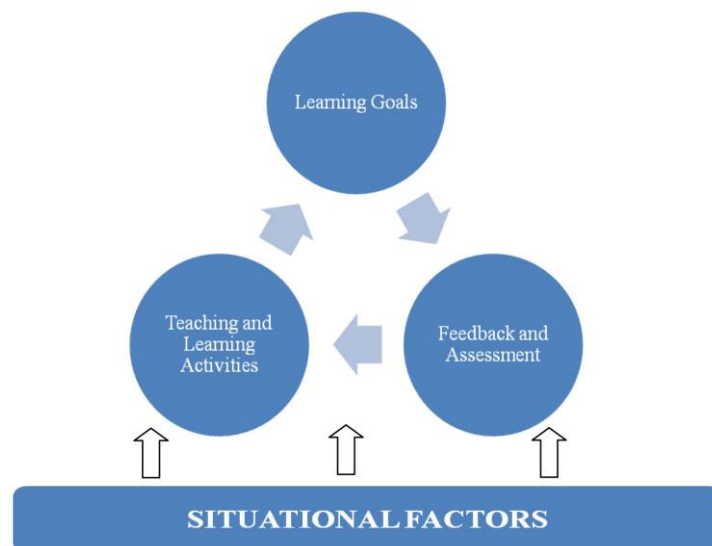 Learning Goals
Teaching and
Learning
Activities
Feedback and
Assessment
SITUATIONAL FACTORS